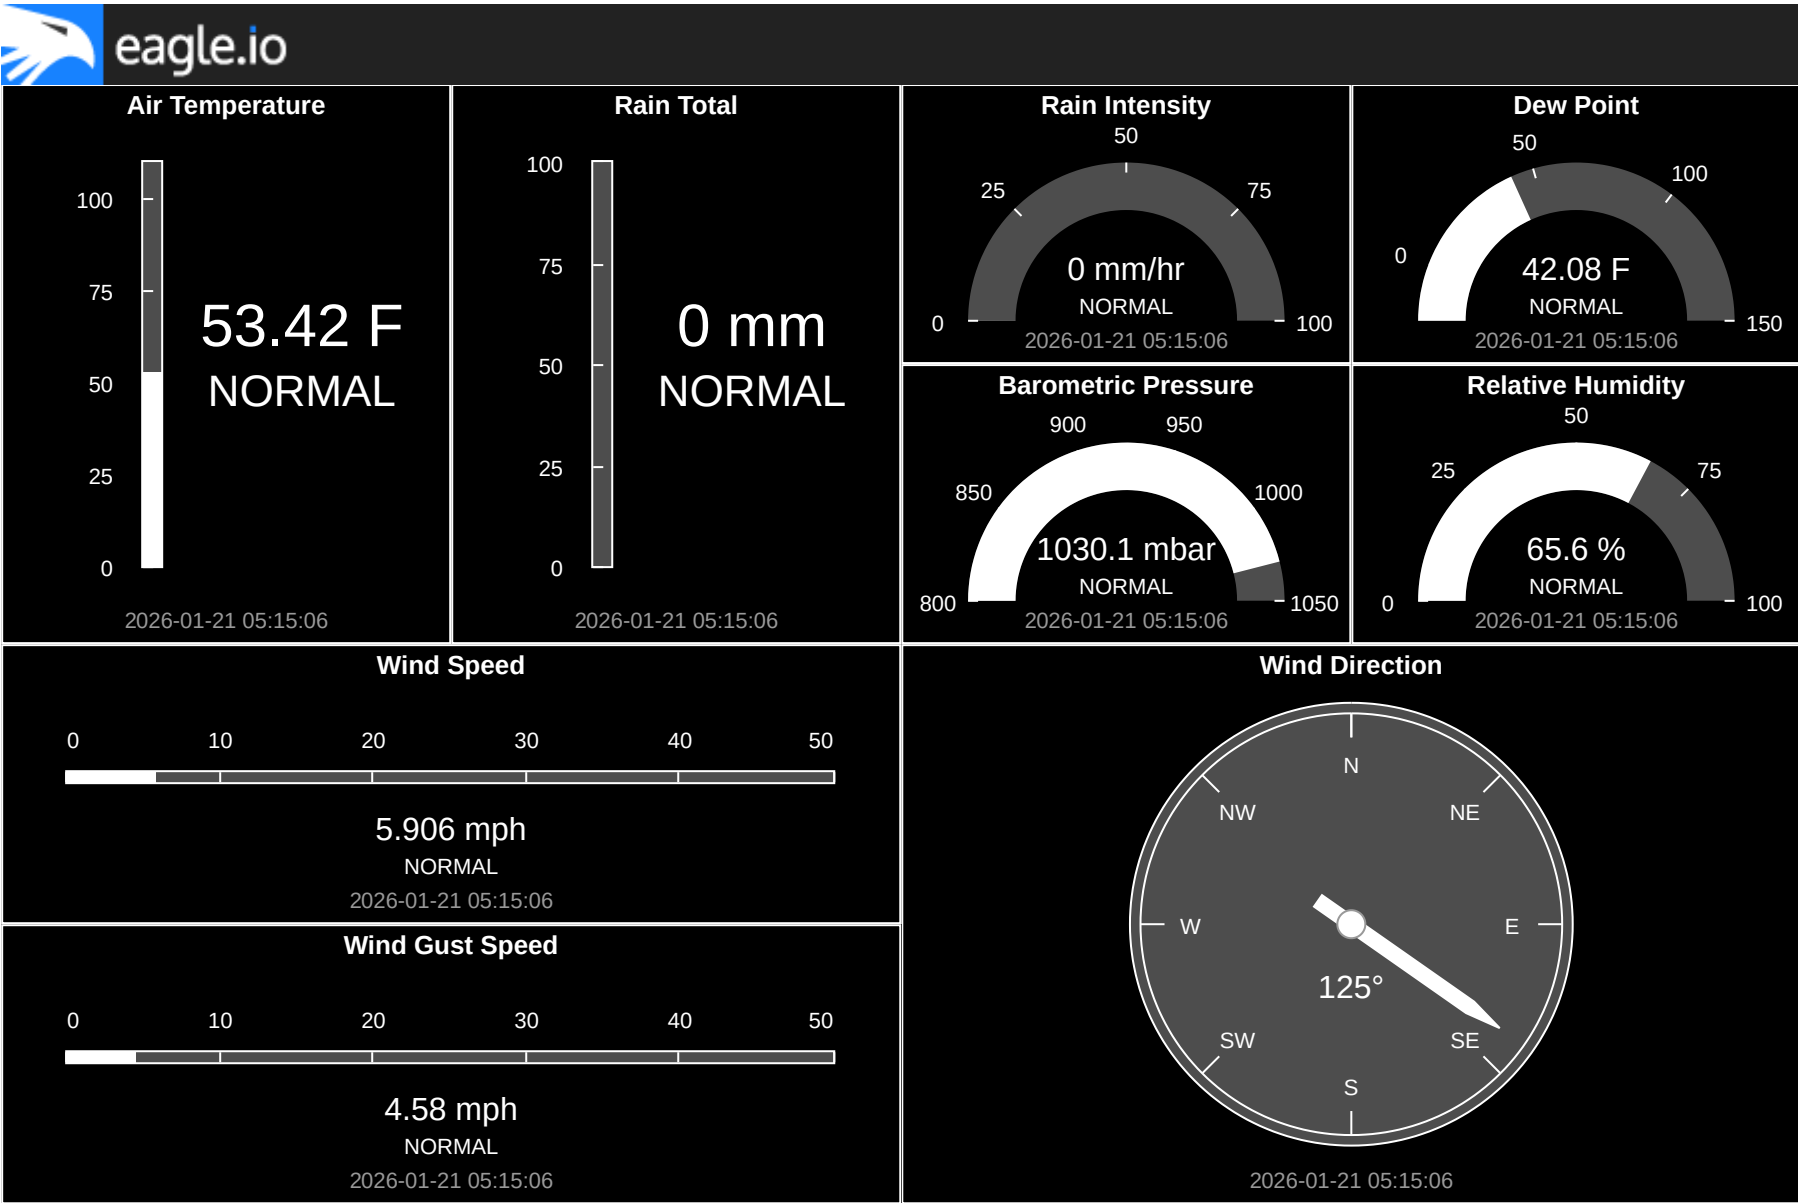 eagle.io
Air Temperature
100
75
50
25
0
53.42 F
NORMAL
2026-01-21 05:15:06
Rain Total
100
75
50
25
0
0 mm
NORMAL
2026-01-21 05:15:06
Rain Intensity
50
25
75
0
100
0 mm/hr
NORMAL
2026-01-21 05:15:06
Dew Point
50
100
0
150
42.08 F
NORMAL
2026-01-21 05:15:06
Barometric Pressure
900
950
850
1000
800
1050
1030.1 mbar
NORMAL
2026-01-21 05:15:06
Relative Humidity
50
25
75
0
100
65.6 %
NORMAL
2026-01-21 05:15:06
Wind Speed
0 10 20 30 40 50
5.906 mph
NORMAL
2026-01-21 05:15:06
Wind Gust Speed
0 10 20 30 40 50
4.58 mph
NORMAL
2026-01-21 05:15:06
Wind Direction
N
NW NE
W E
125°
SW SE
S
2026-01-21 05:15:06